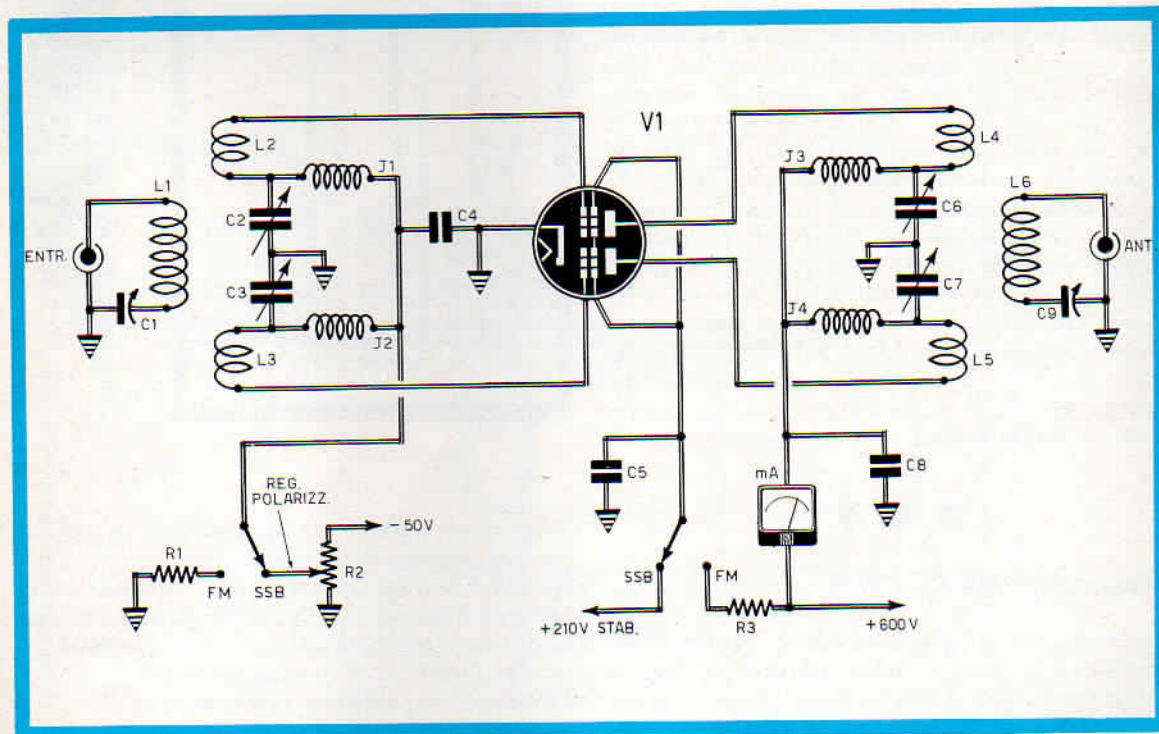 V1
L2
J1
J3
L4
L1
L6
C2
C4
C6
ENTR.
ANT.
C3
C7
C1
J2
J4
C9
L3
L5
C5
mA
C8
REG.
POLARIZZ.
-50V
R1
R2
FM
SSB
SSB
FM
+210V STAB.
R3
+600V